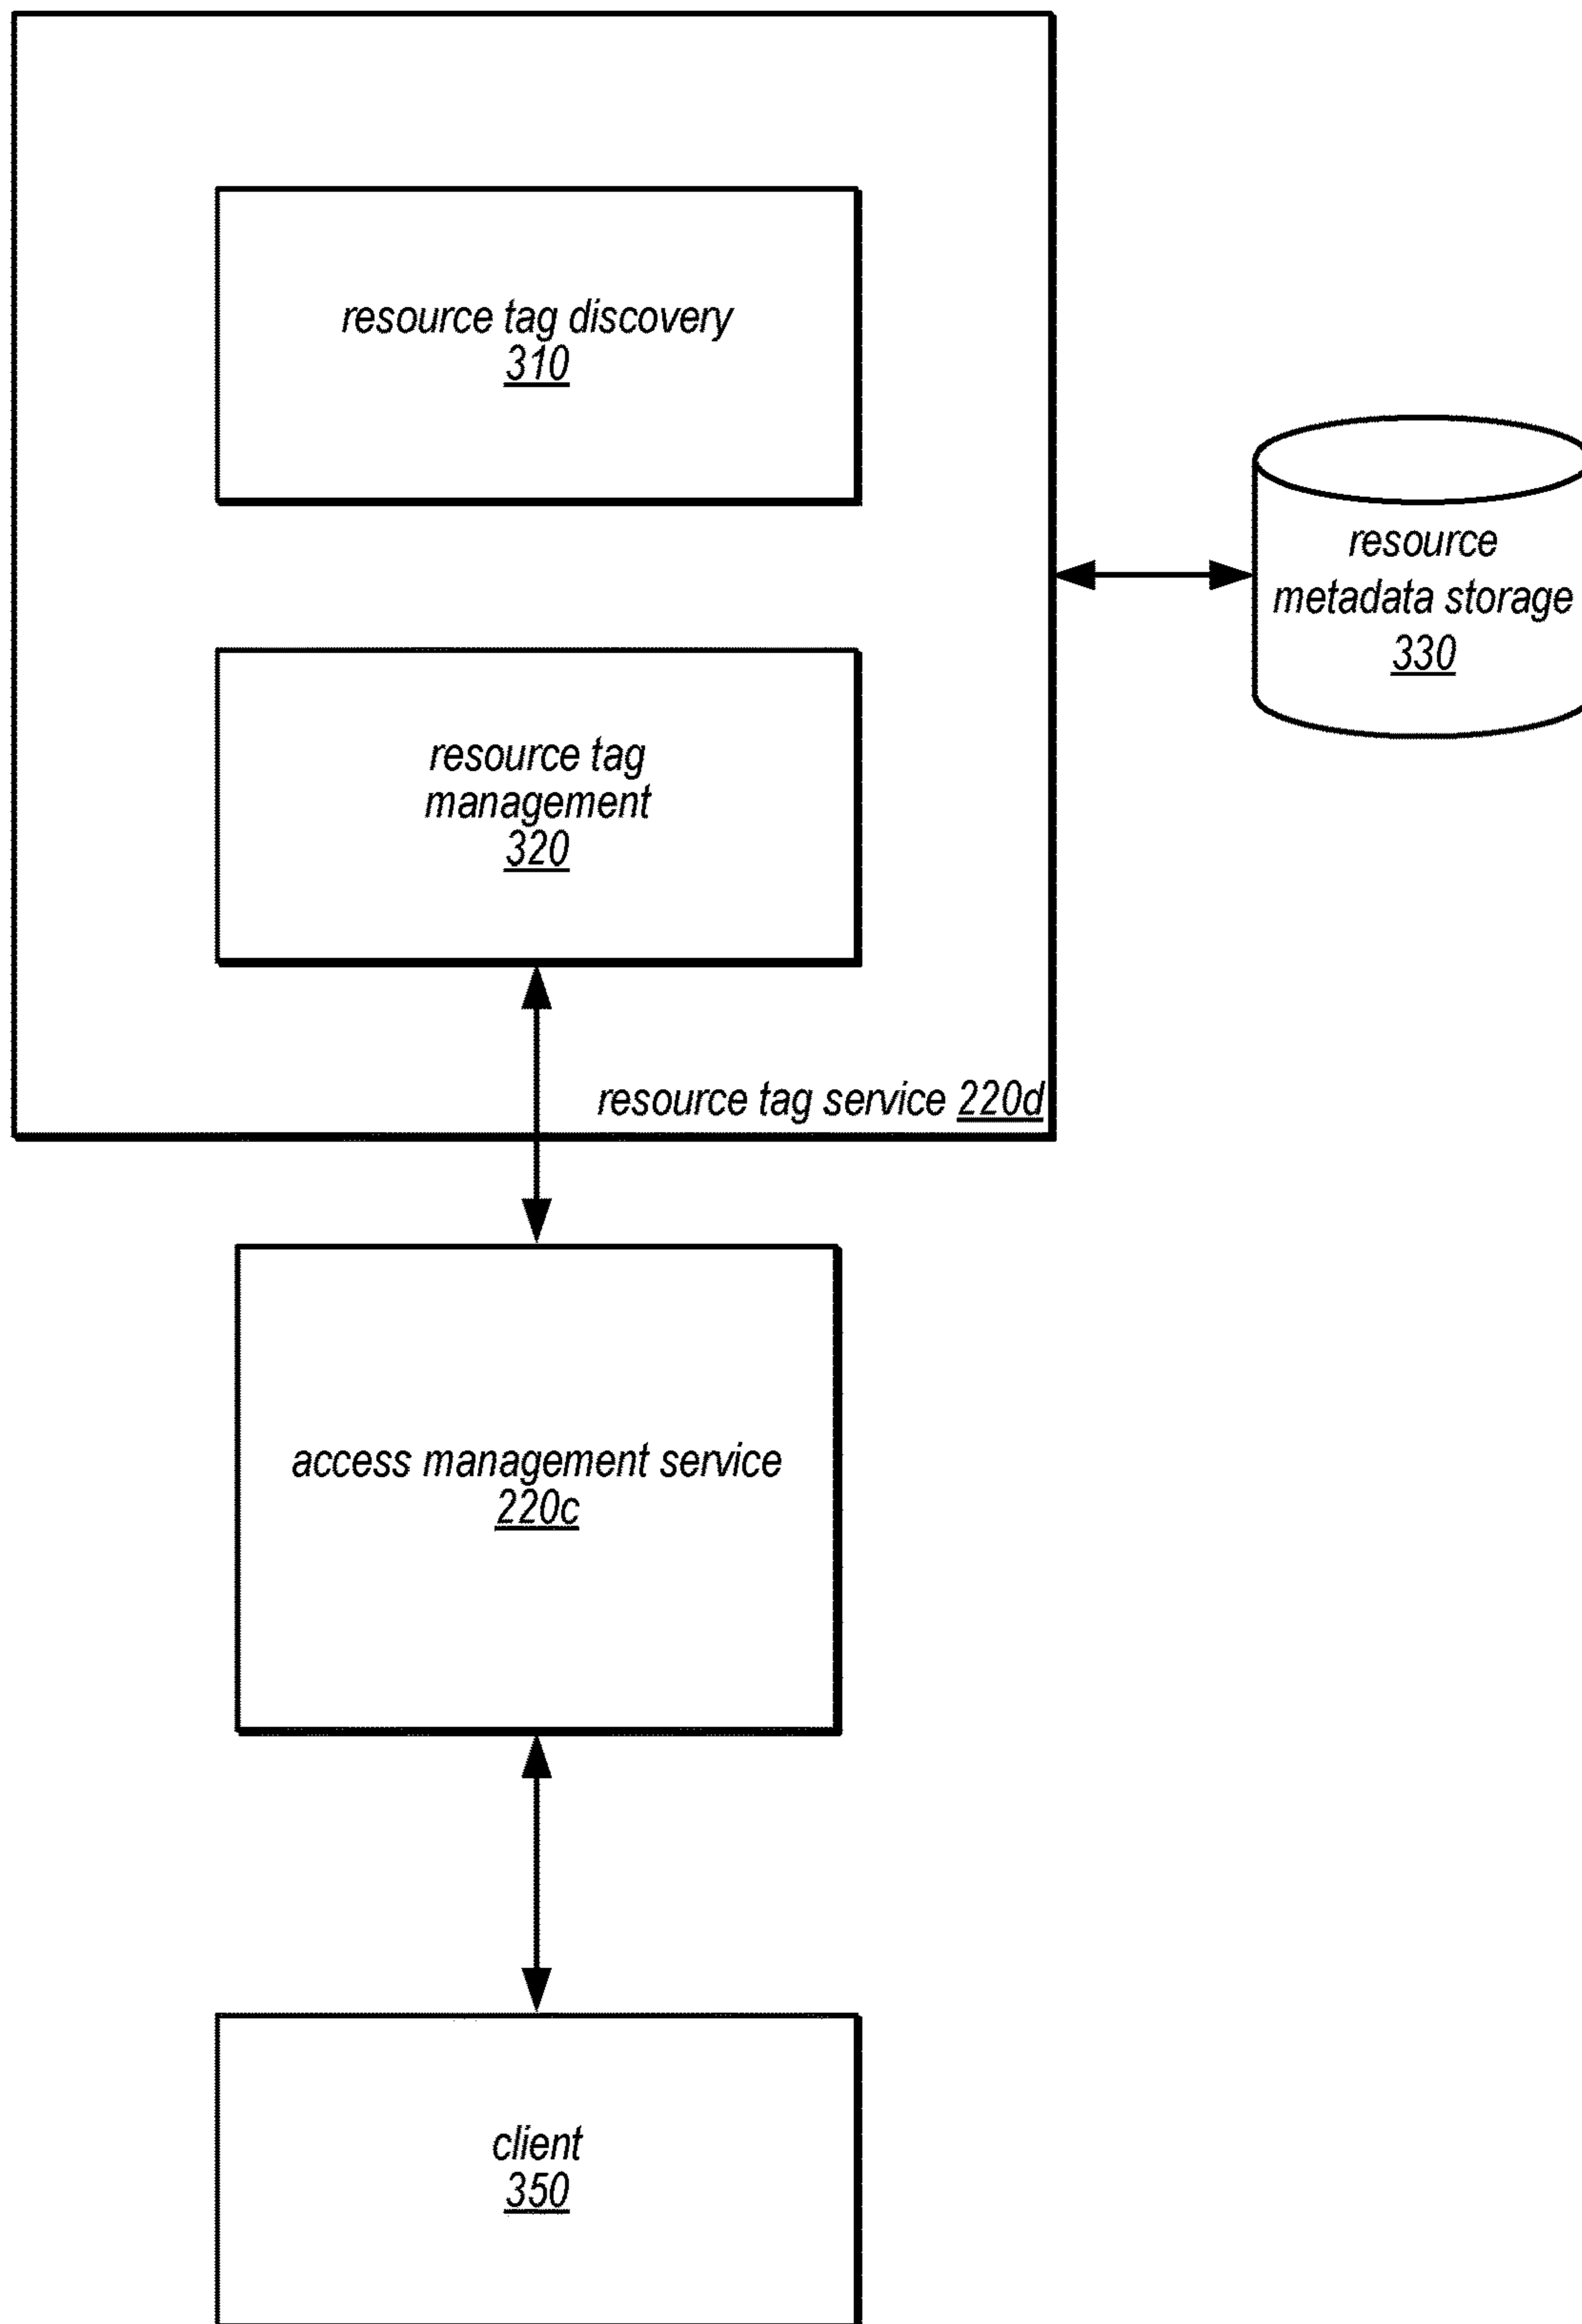 resource tag discovery
310
resource
metadata storage
330
resource tag
management
320
resource tag service 220d
access management service
220c
client
350